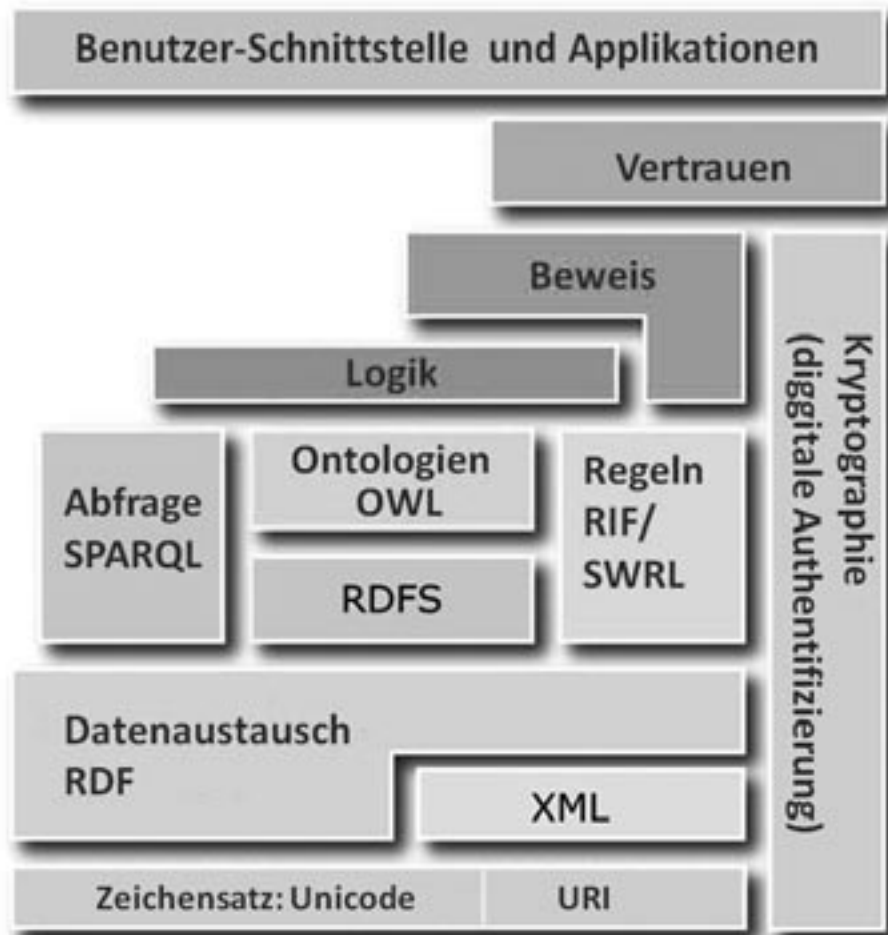 Benutzer-Schnittstelle und Applikationen
Vertrauen
Beweis
Logik
Abfrage
SPARQL
Ontologien
OWL
RDFS
Regeln
RIF/
SWRL
Kryptographie
(diggitale Authentifizierung)
Datenaustausch
RDF
XML
Zeichensatz: Unicode
URI